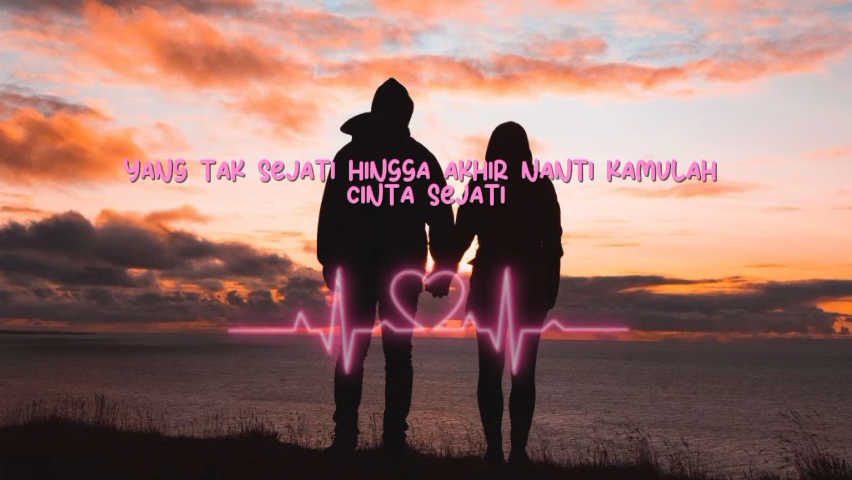 YANG TAK SEJATI HINGGA AKHIR NANTI KAMULAH
CINTA SEJATI